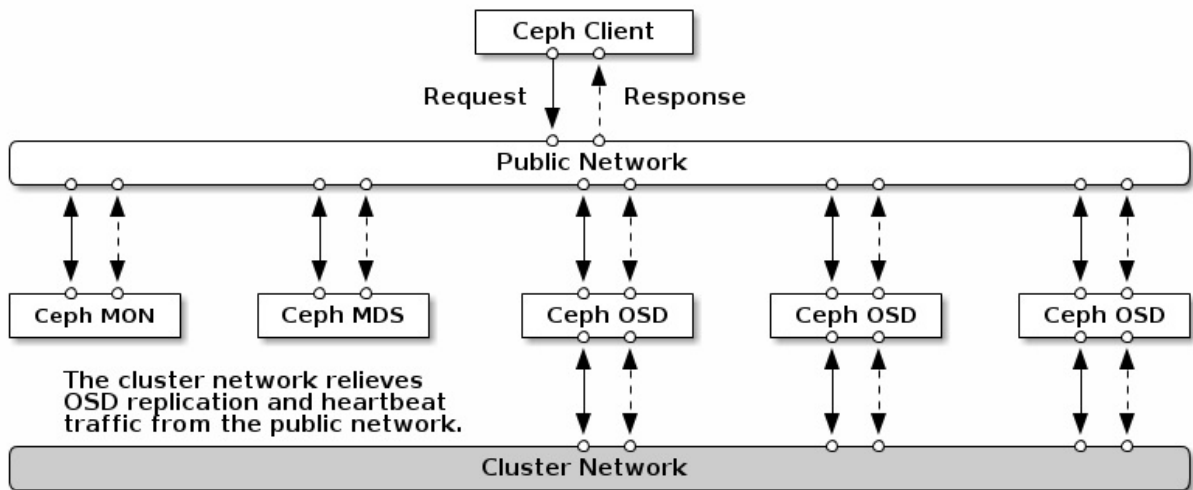 Ceph Client
Request
Response
Public Network
Ceph MON
Ceph MDS
Ceph OSD
Ceph OSD
Ceph OSD
The cluster network relieves
OSD replication and heartbeat
traffic from the public network.
Cluster Network